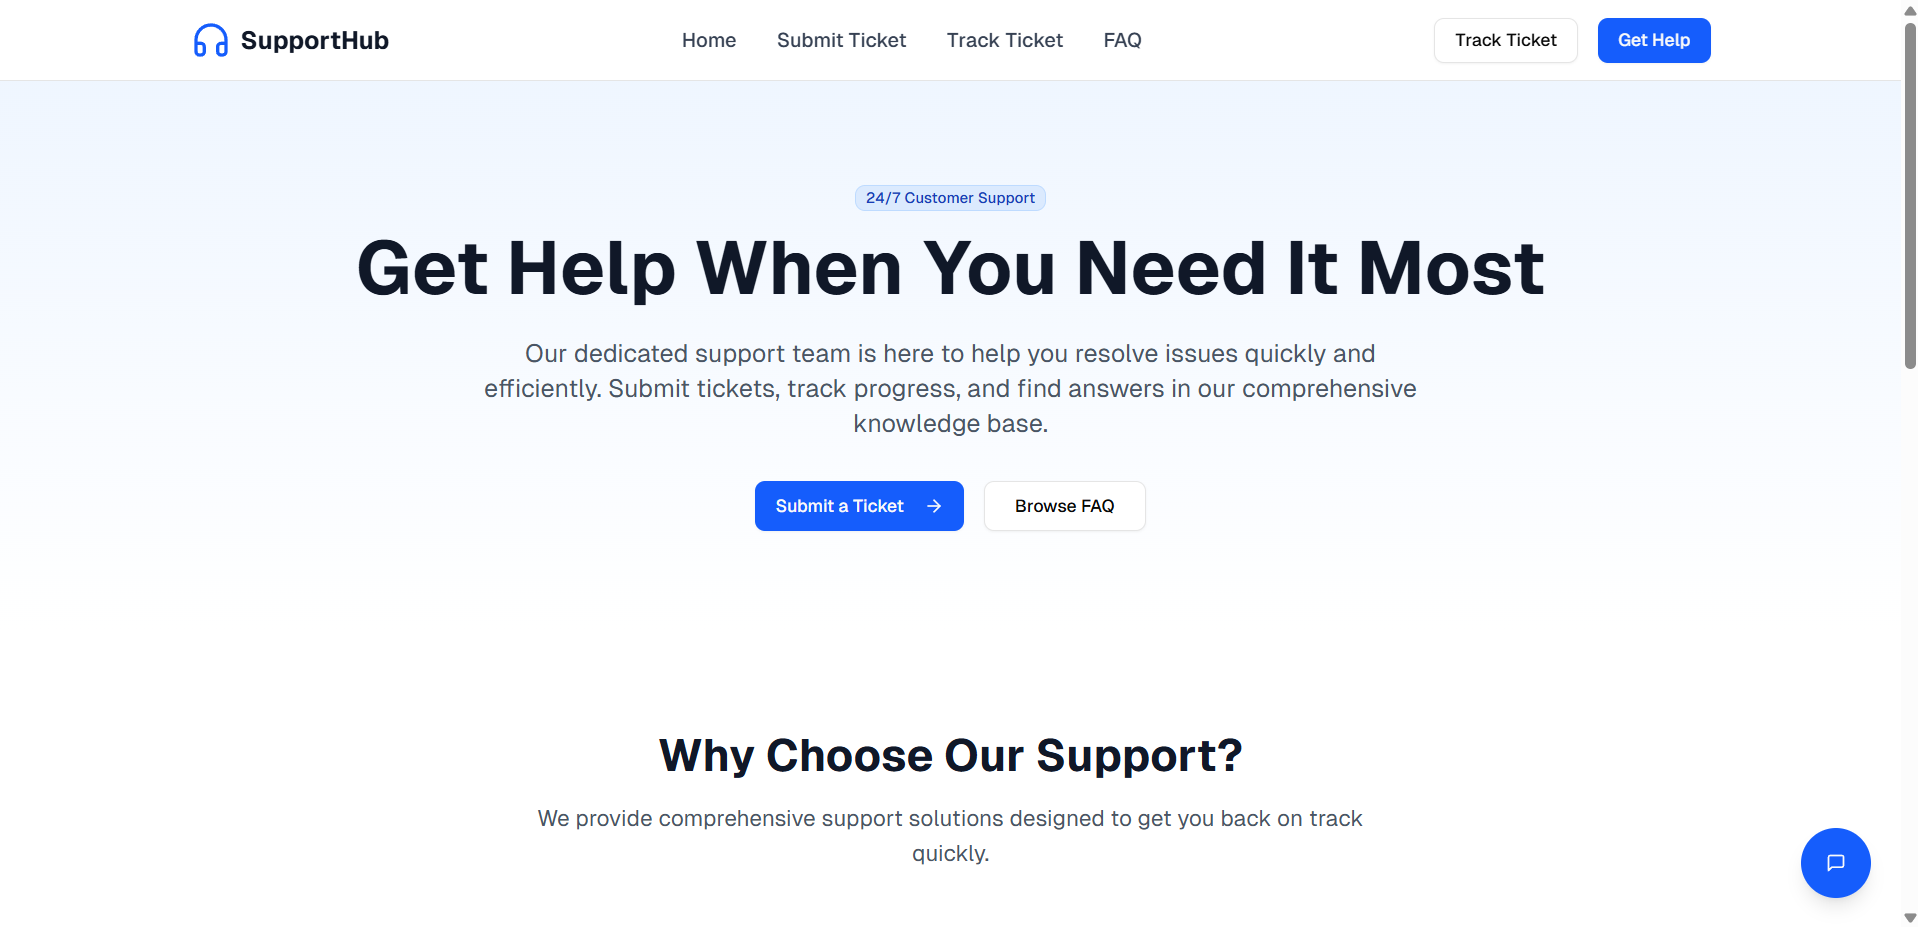 SupportHub
Home
Submit Ticket
Track Ticket
FAQ
Track Ticket
Get Help
24/7 Customer Support
Get Help When You Need It Most
Our dedicated support team is here to help you resolve issues quickly and
efficiently. Submit tickets, track progress, and find answers in our comprehensive
knowledge base.
Submit a Ticket
Browse FAQ
Why Choose Our Support?
We provide comprehensive support solutions designed to get you back on track
quickly.